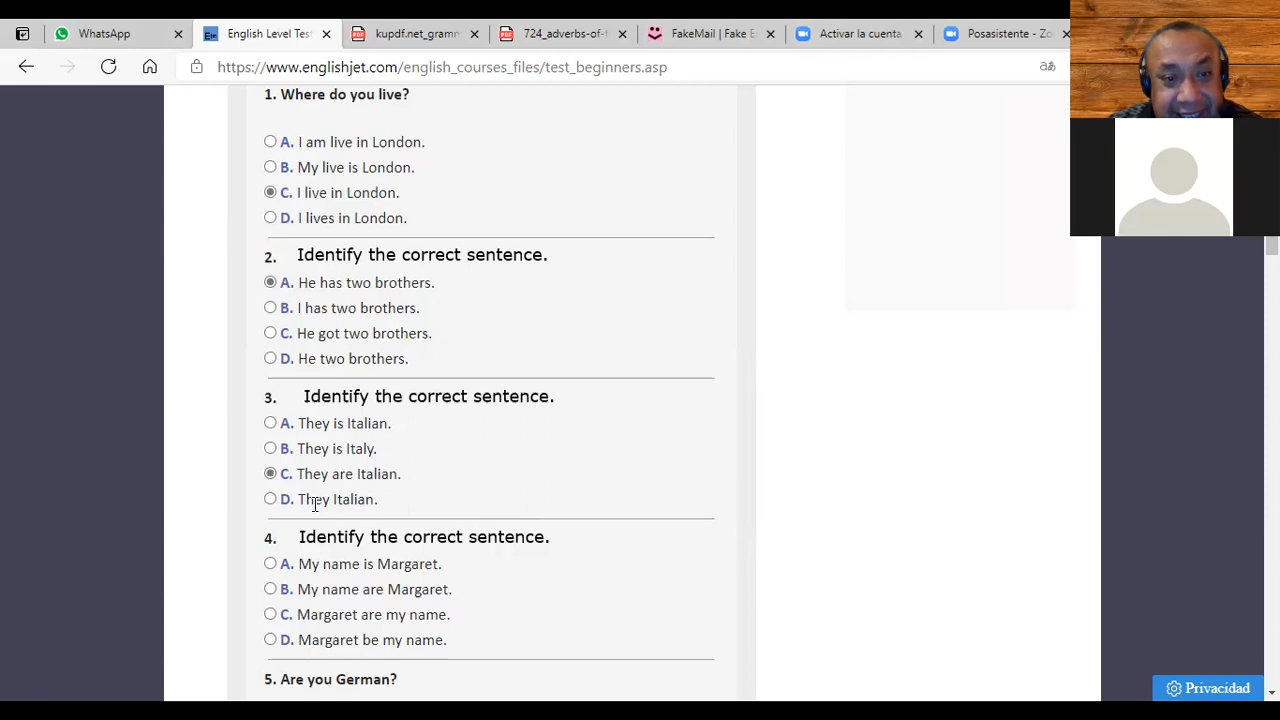 WhatsApp
English Level Test
kupdf.net_gramm
724_adverbs-of-f
FakeMail | Fake E
Activar la cuenta
Posasistente - Zo
https://www.englishjet.com/english_courses_files/test_beginners.asp
1. Where do you live?
A. I am live in London.
B. My live is London.
C. I live in London.
D. I lives in London.
2. Identify the correct sentence.
A. He has two brothers.
B. I has two brothers.
C. He got two brothers.
D. He two brothers.
3. Identify the correct sentence.
A. They is Italian.
B. They is Italy.
C. They are Italian.
D. They Italian.
4. Identify the correct sentence.
A. My name is Margaret.
B. My name are Margaret.
C. Margaret are my name.
D. Margaret be my name.
5. Are you German?
Privacidad